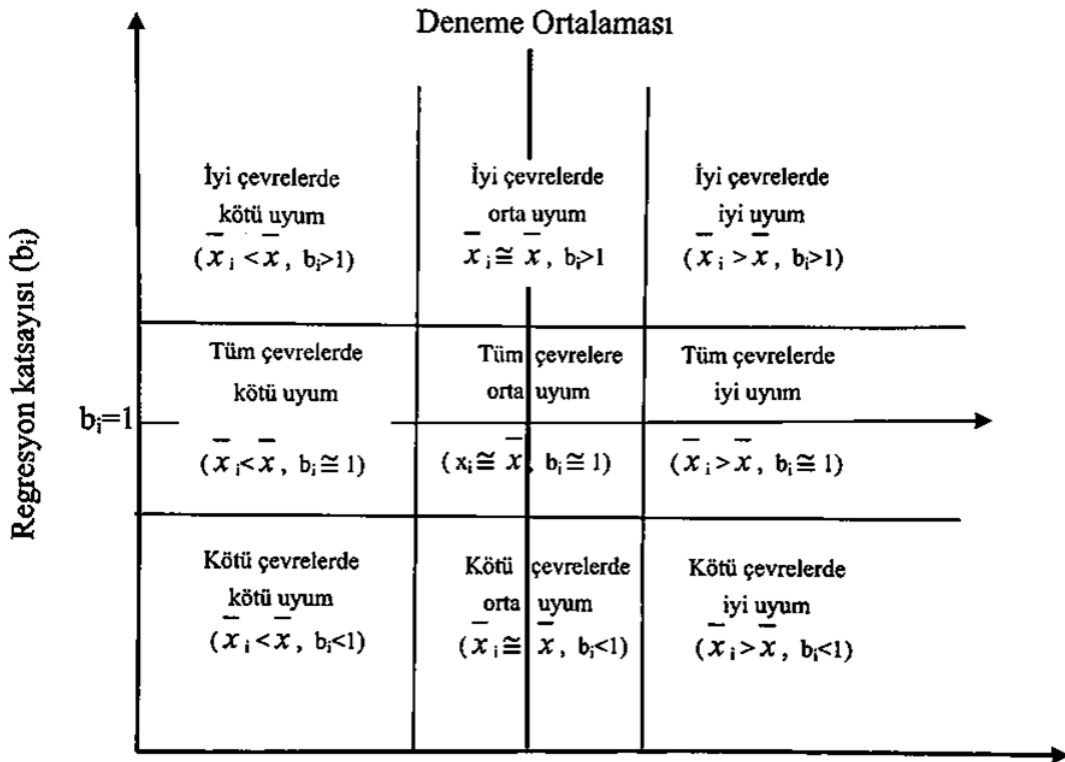 Deneme Ortalaması
Regresyon katsayısı (bᵢ)
İyi çevrelerde
kötü uyum
(x̄ᵢ <x̄, bᵢ>1)
İyi çevrelerde
orta uyum
x̄ᵢ≅ x̄, bᵢ>1
İyi çevrelerde
iyi uyum
(x̄ᵢ >x̄, bᵢ>1)
Tüm çevrelerde
kötü uyum
bᵢ=1
(x̄ᵢ<x̄, bᵢ≅ 1)
Tüm çevrelere
orta uyum
(xᵢ≅ x̄, bᵢ≅ 1)
Tüm çevrelerde
iyi uyum
(x̄ᵢ>x̄, bᵢ≅ 1)
Kötü çevrelerde
kötü uyum
(x̄ᵢ<x̄, bᵢ<1)
Kötü çevrelerde
orta uyum
(x̄ᵢ≅ x̄, bᵢ<1)
Kötü çevrelerde
iyi uyum
(x̄ᵢ>x̄, bᵢ<1)